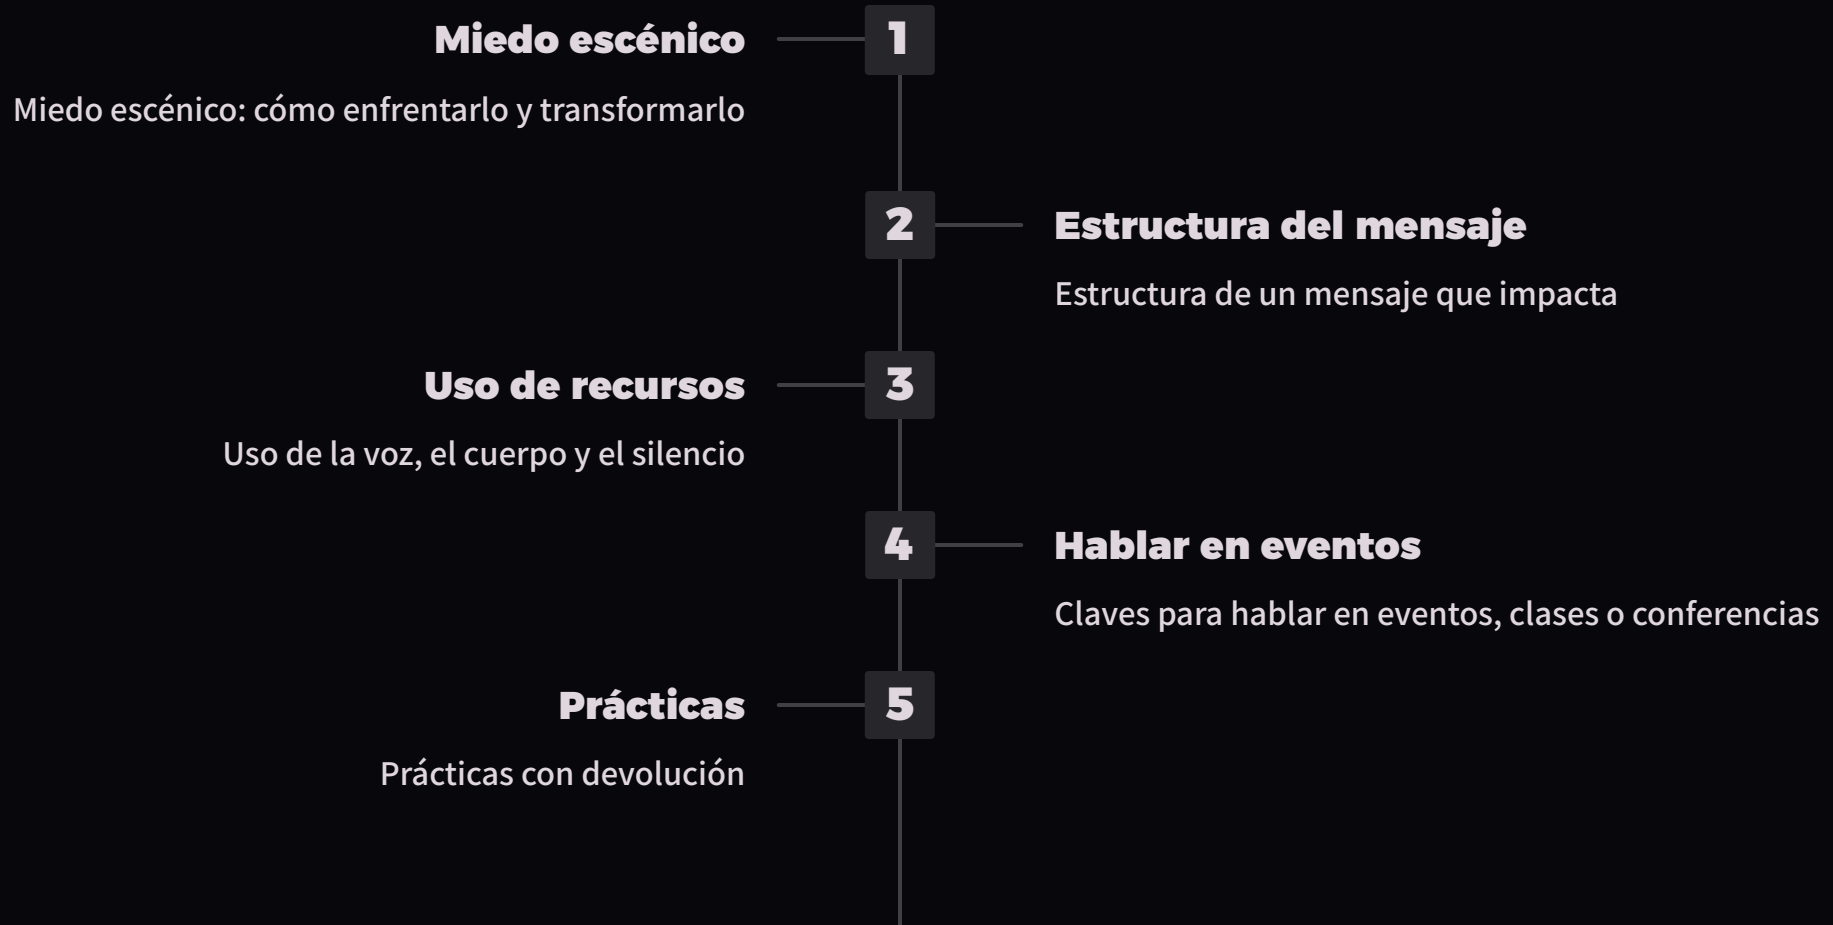 Miedo escénico
1
Miedo escénico: cómo enfrentarlo y transformarlo
2
Estructura del mensaje
Estructura de un mensaje que impacta
Uso de recursos
3
Uso de la voz, el cuerpo y el silencio
4
Hablar en eventos
Claves para hablar en eventos, clases o conferencias
Prácticas
5
Prácticas con devolución